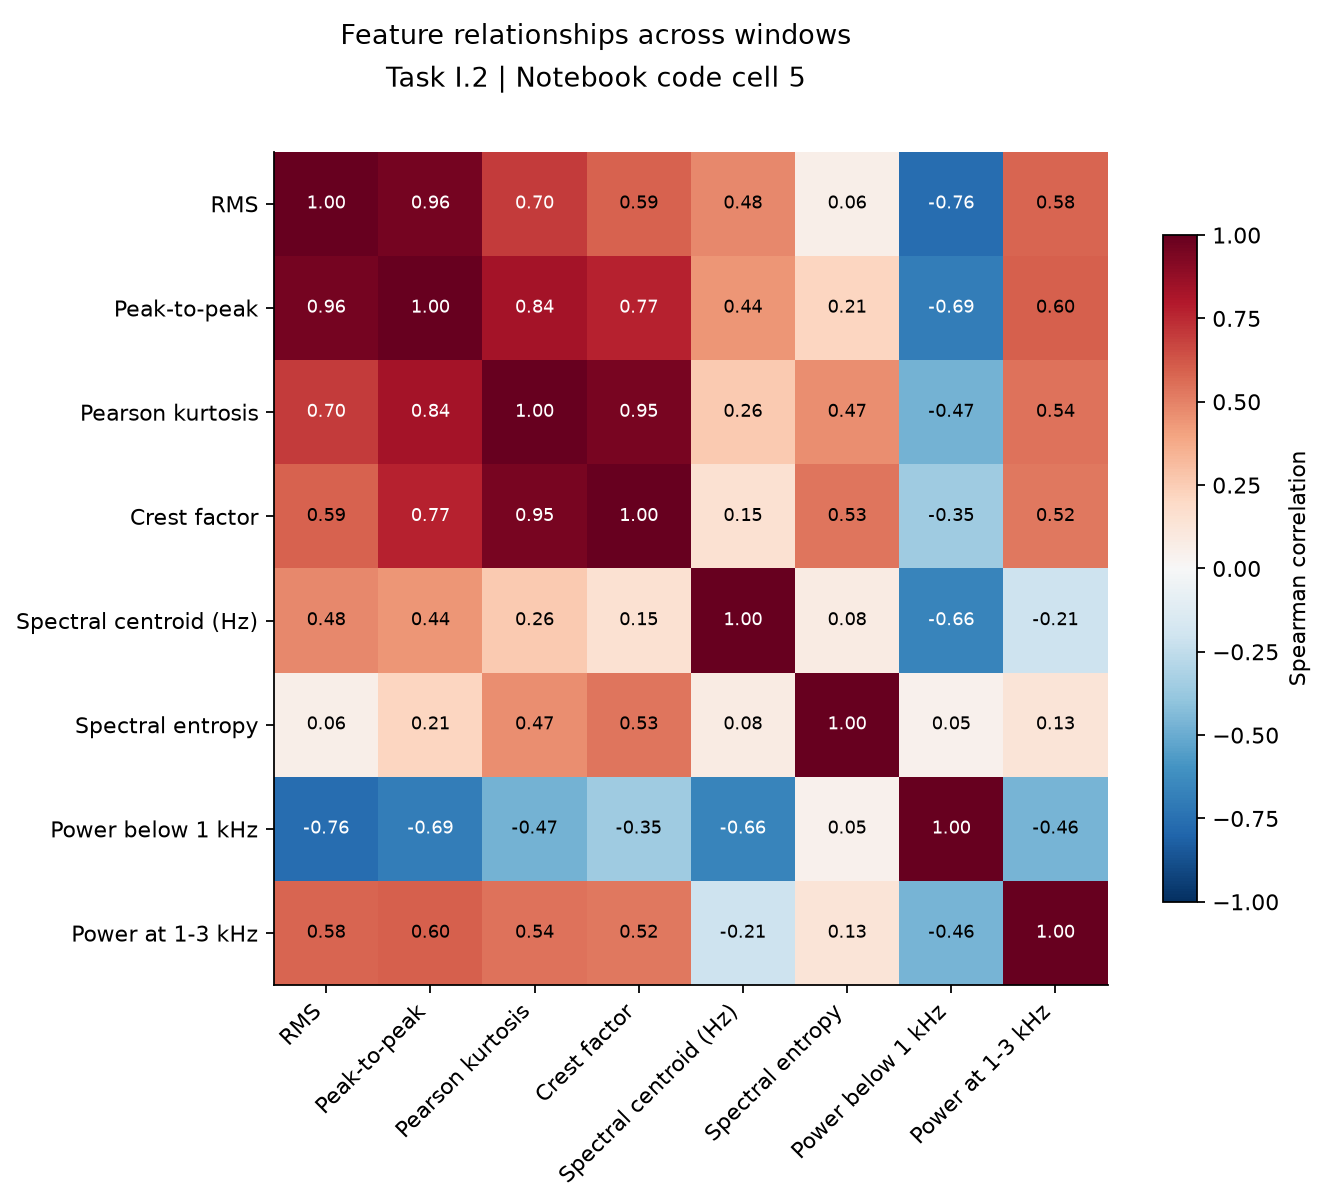 Feature relationships across windows
Task I.2 | Notebook code cell 5
RMS 1.00 0.96 0.70 0.59 0.48 0.06 -0.76 0.58
Peak-to-peak 0.96 1.00 0.84 0.77 0.44 0.21 -0.69 0.60
Pearson kurtosis 0.70 0.84 1.00 0.95 0.26 0.47 -0.47 0.54
Crest factor 0.59 0.77 0.95 1.00 0.15 0.53 -0.35 0.52
Spectral centroid (Hz) 0.48 0.44 0.26 0.15 1.00 0.08 -0.66 -0.21
Spectral entropy 0.06 0.21 0.47 0.53 0.08 1.00 0.05 0.13
Power below 1 kHz -0.76 -0.69 -0.47 -0.35 -0.66 0.05 1.00 -0.46
Power at 1-3 kHz 0.58 0.60 0.54 0.52 -0.21 0.13 -0.46 1.00
RMS
Peak-to-peak
Pearson kurtosis
Crest factor
Spectral centroid (Hz)
Spectral entropy
Power below 1 kHz
Power at 1-3 kHz
1.00
0.75
0.50
0.25
0.00
−0.25
−0.50
−0.75
−1.00
Spearman correlation